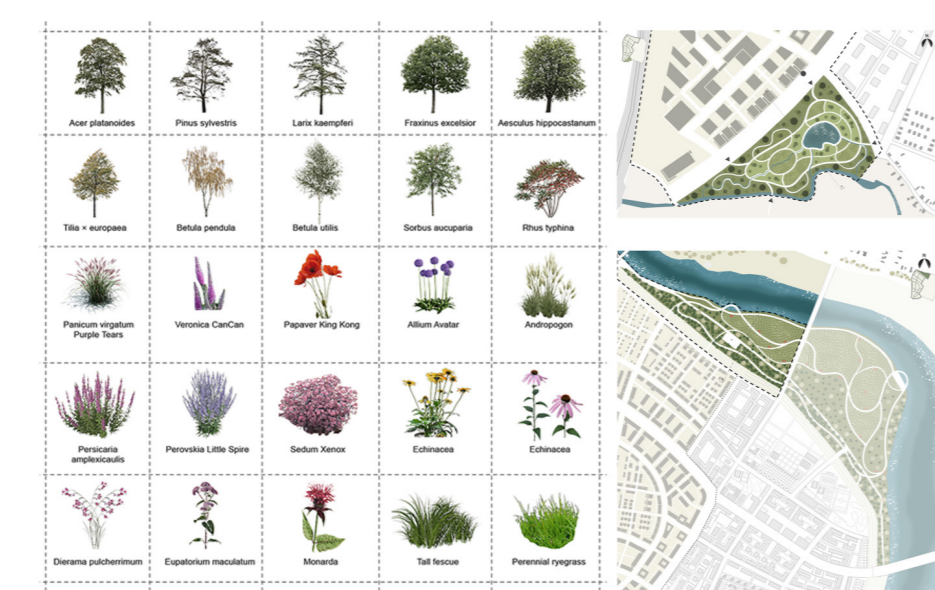 Acer platanoides
Pinus sylvestris
Larix kaempferi
Fraxinus excelsior
Aesculus hippocastanum
Tilia × europaea
Betula pendula
Betula utilis
Sorbus aucuparia
Rhus typhina
Panicum virgatum
Purple Tears
Veronica CanCan
Papaver King Kong
Allium Avatar
Andropogon
Persicaria
amplexicaulis
Perovskia Little Spire
Sedum Xenox
Echinacea
Echinacea
Dierama pulcherrimum
Eupatorium maculatum
Monarda
Tall fescue
Perennial ryegrass